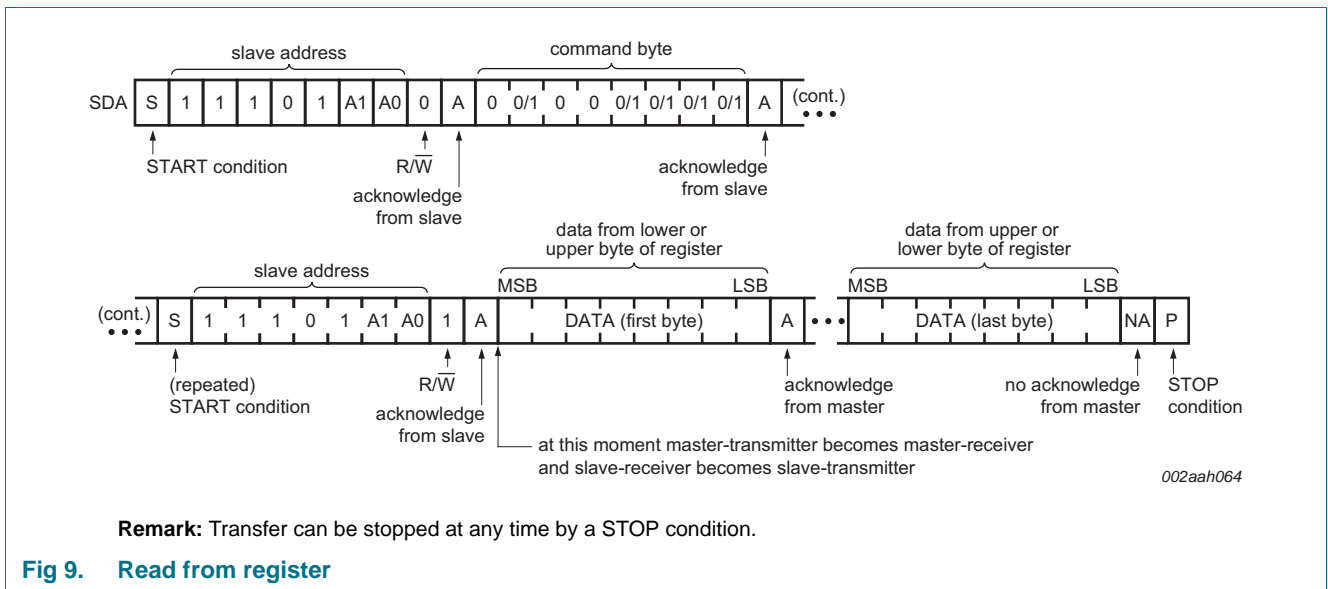 slave address command byte
SDA S 1 1 1 0 1 A1 A0 0 A 0 0/1 0 0 0/1 0/1 0/1 0/1 A (cont.)
START condition R/W̅ acknowledge from slave acknowledge from slave
data from lower or upper byte of register data from upper or lower byte of register
slave address MSB LSB MSB LSB
(cont.) S 1 1 1 0 1 A1 A0 1 A DATA (first byte) A DATA (last byte) NA P
(repeated) START condition R/W̅ acknowledge from slave acknowledge from master no acknowledge from master STOP condition
at this moment master-transmitter becomes master-receiver
and slave-receiver becomes slave-transmitter
002aah064
Remark: Transfer can be stopped at any time by a STOP condition.
Fig 9. Read from register